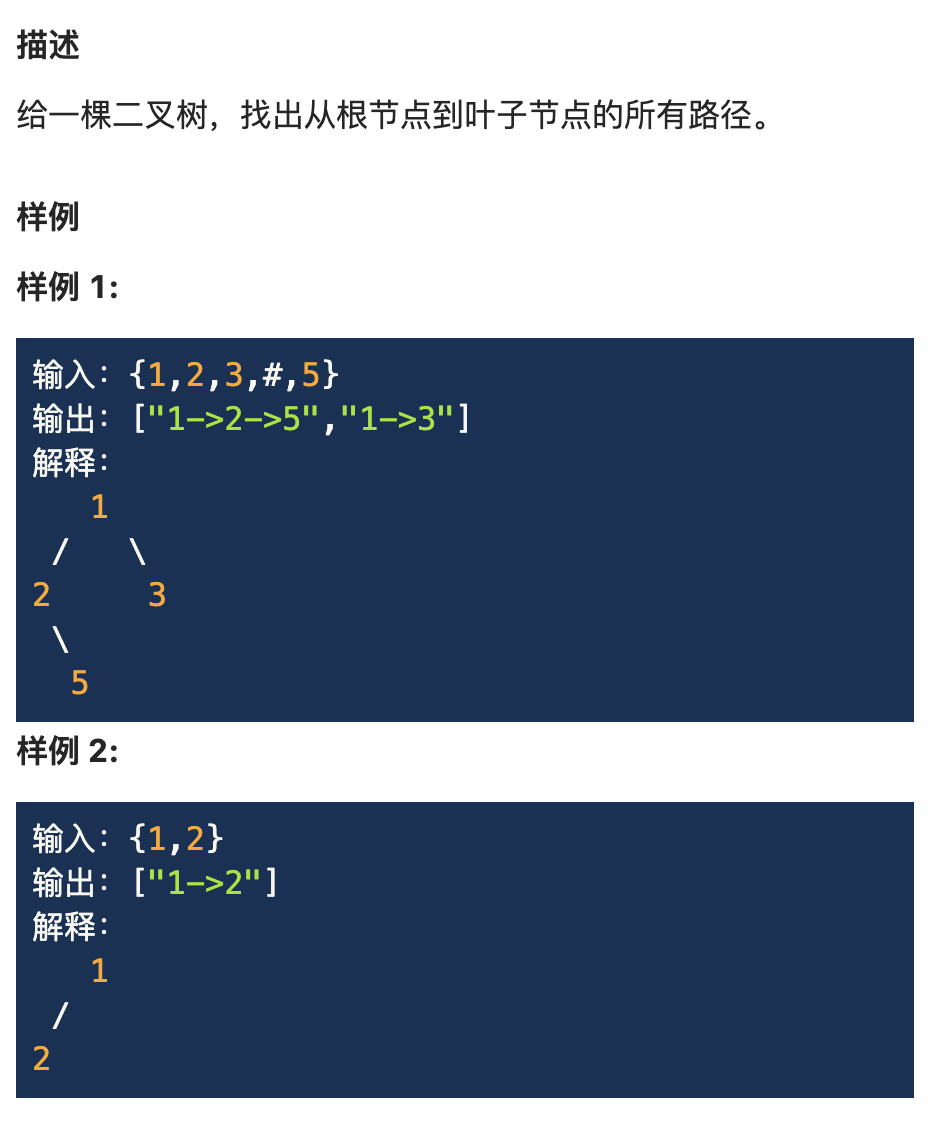 描述
给一棵二叉树，找出从根节点到叶子节点的所有路径。
样例
样例 1:
输入：{1,2,3,#,5}
输出：["1->2->5","1->3"]
解释：
   1
 /   \
2     3
 \
  5
样例 2:
输入：{1,2}
输出：["1->2"]
解释：
   1
 /
2